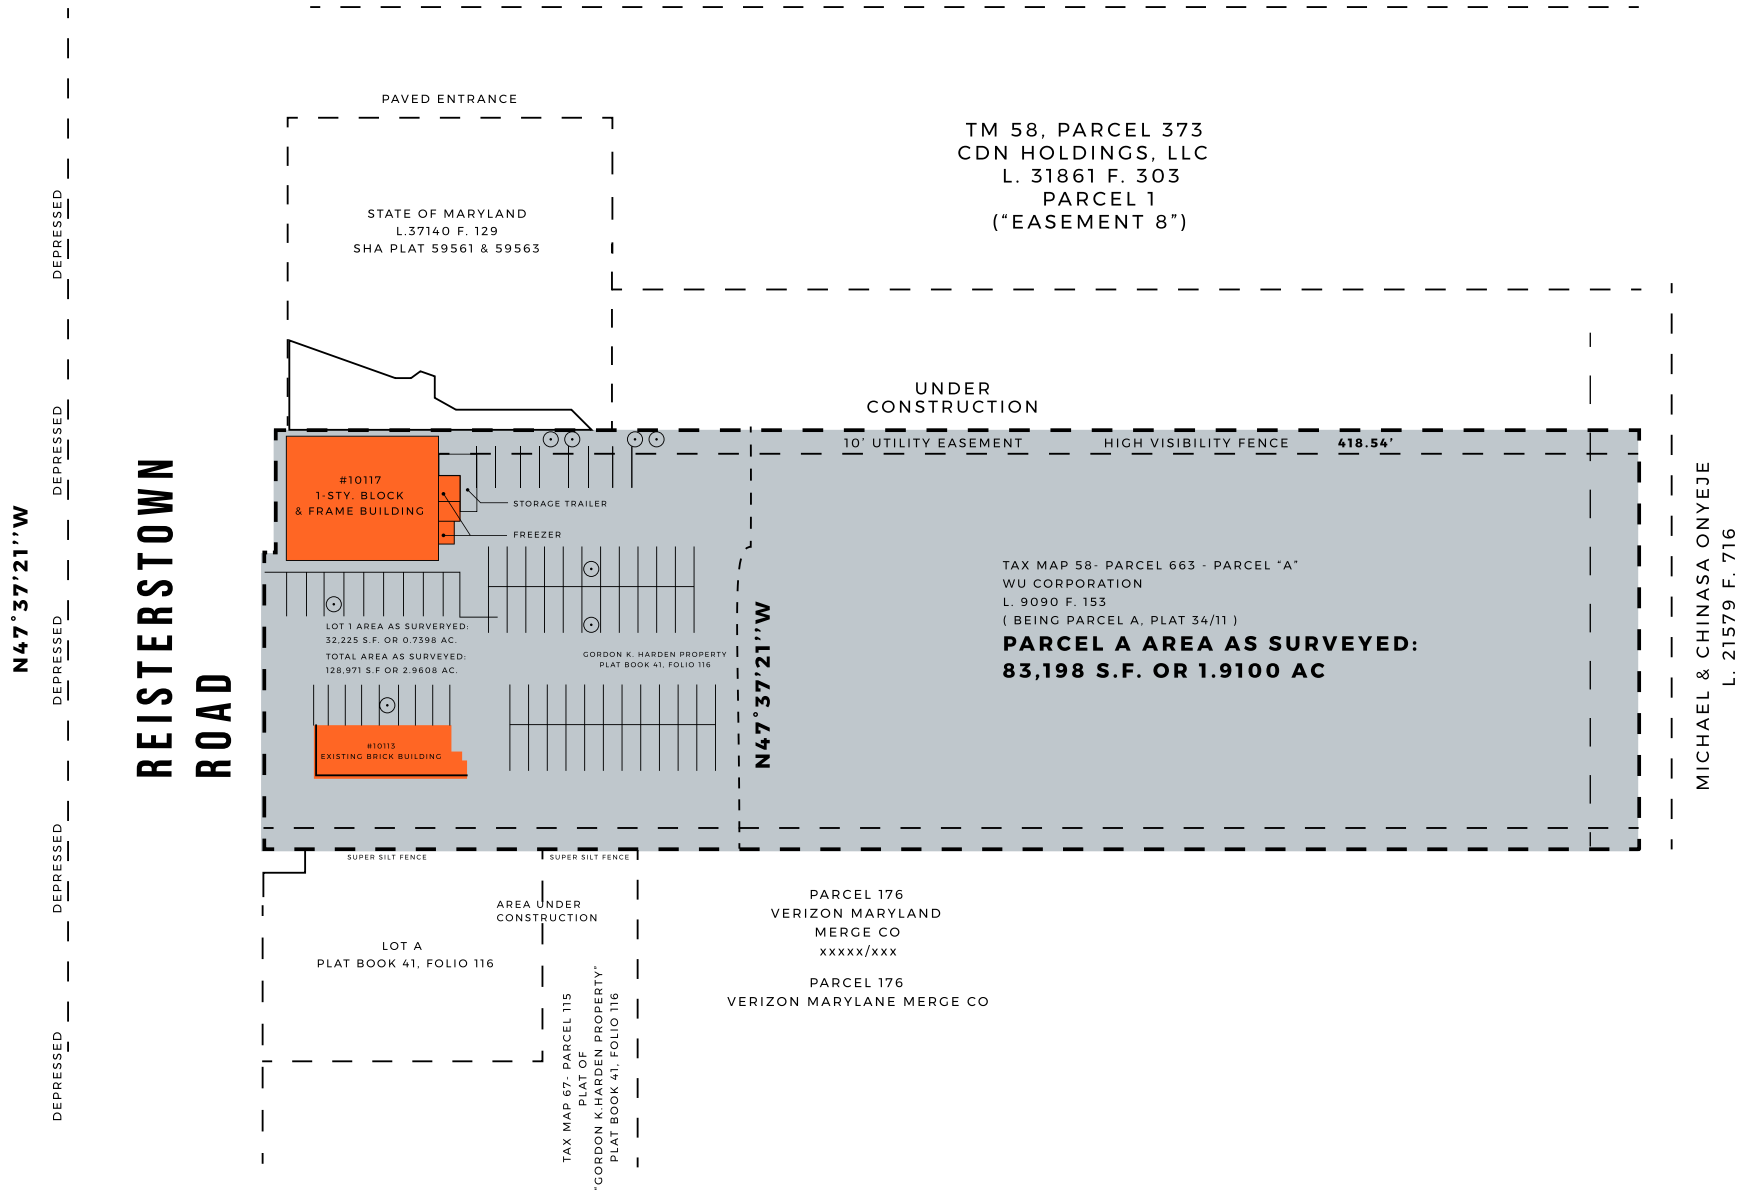 PAVED ENTRANCE
STATE OF MARYLAND
L.37140 F. 129
SHA PLAT 59561 & 59563
TM 58, PARCEL 373
CDN HOLDINGS, LLC
L. 31861 F. 303
PARCEL 1
(“EASEMENT 8”)
DEPRESSED
DEPRESSED
DEPRESSED
DEPRESSED
DEPRESSED
N47°37’21’’W
REISTERSTOWN
ROAD
UNDER
CONSTRUCTION
10’ UTILITY EASEMENT
HIGH VISIBILITY FENCE
418.54’
#10117
1-STY. BLOCK
& FRAME BUILDING
STORAGE TRAILER
FREEZER
LOT 1 AREA AS SURVERYED:
32,225 S.F. OR 0.7398 AC.
TOTAL AREA AS SURVEYED:
128,971 S.F OR 2.9608 AC.
GORDON K. HARDEN PROPERTY
PLAT BOOK 41, FOLIO 116
N47°37’21’’W
#10113
EXISTING BRICK BUILDING
TAX MAP 58- PARCEL 663 - PARCEL “A”
WU CORPORATION
L. 9090 F. 153
( BEING PARCEL A, PLAT 34/11 )
PARCEL A AREA AS SURVEYED:
83,198 S.F. OR 1.9100 AC
MICHAEL & CHINASA ONYEJE
L. 21579 F. 716
SUPER SILT FENCE
SUPER SILT FENCE
AREA UNDER
CONSTRUCTION
LOT A
PLAT BOOK 41, FOLIO 116
TAX MAP 67- PARCEL 115
PLAT OF
“GORDON K.HARDEN PROPERTY”
PLAT BOOK 41, FOLIO 116
PARCEL 176
VERIZON MARYLAND
MERGE CO
xxxxx/xxx
PARCEL 176
VERIZON MARYLANE MERGE CO